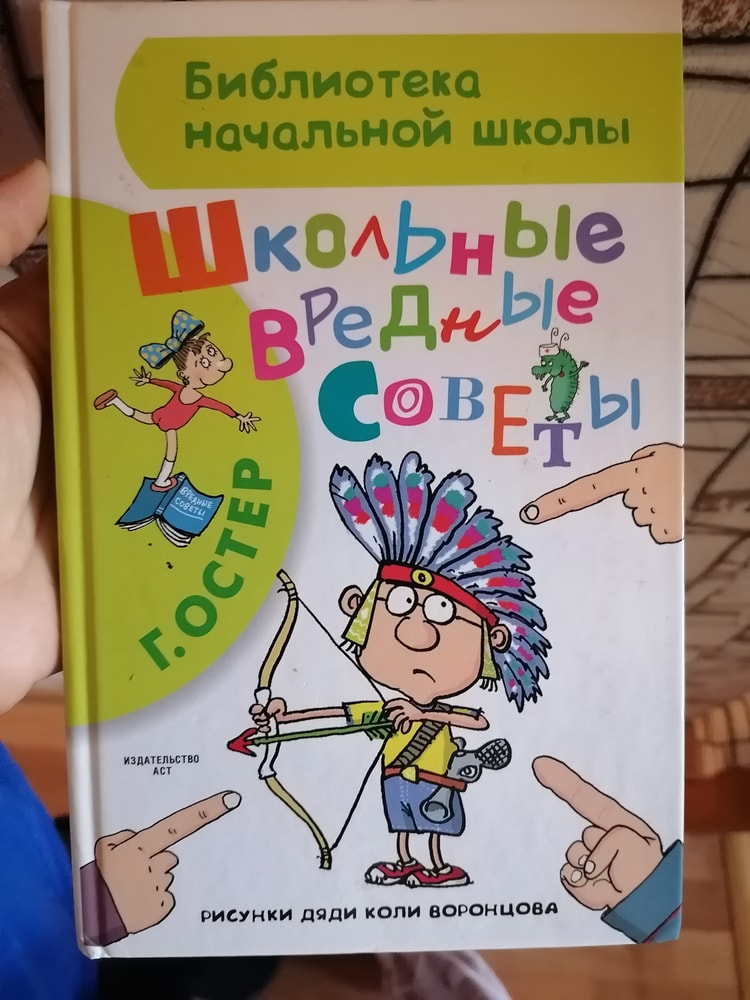 Библиотека
начальной школы
Школьные
вредные
советы
ВРЕДНЫЕ
СОВЕТЫ
Г. ОСТЕР
ИЗДАТЕЛЬСТВО
АСТ
РИСУНКИ ДЯДИ КОЛИ ВОРОНЦОВА